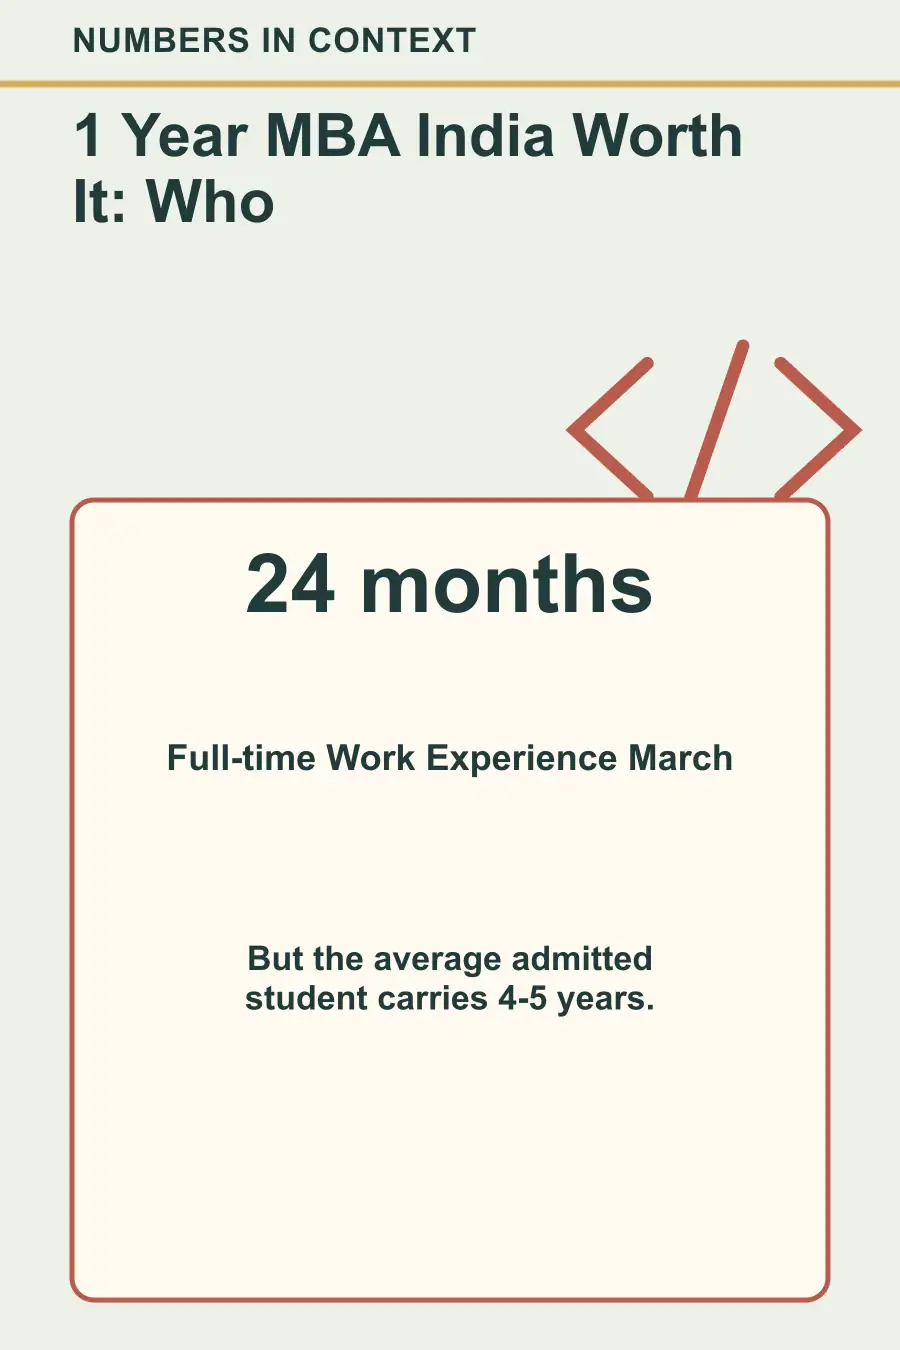 NUMBERS IN CONTEXT
1 Year MBA India Worth
It: Who
24 months
Full-time Work Experience March
But the average admitted
student carries 4-5 years.